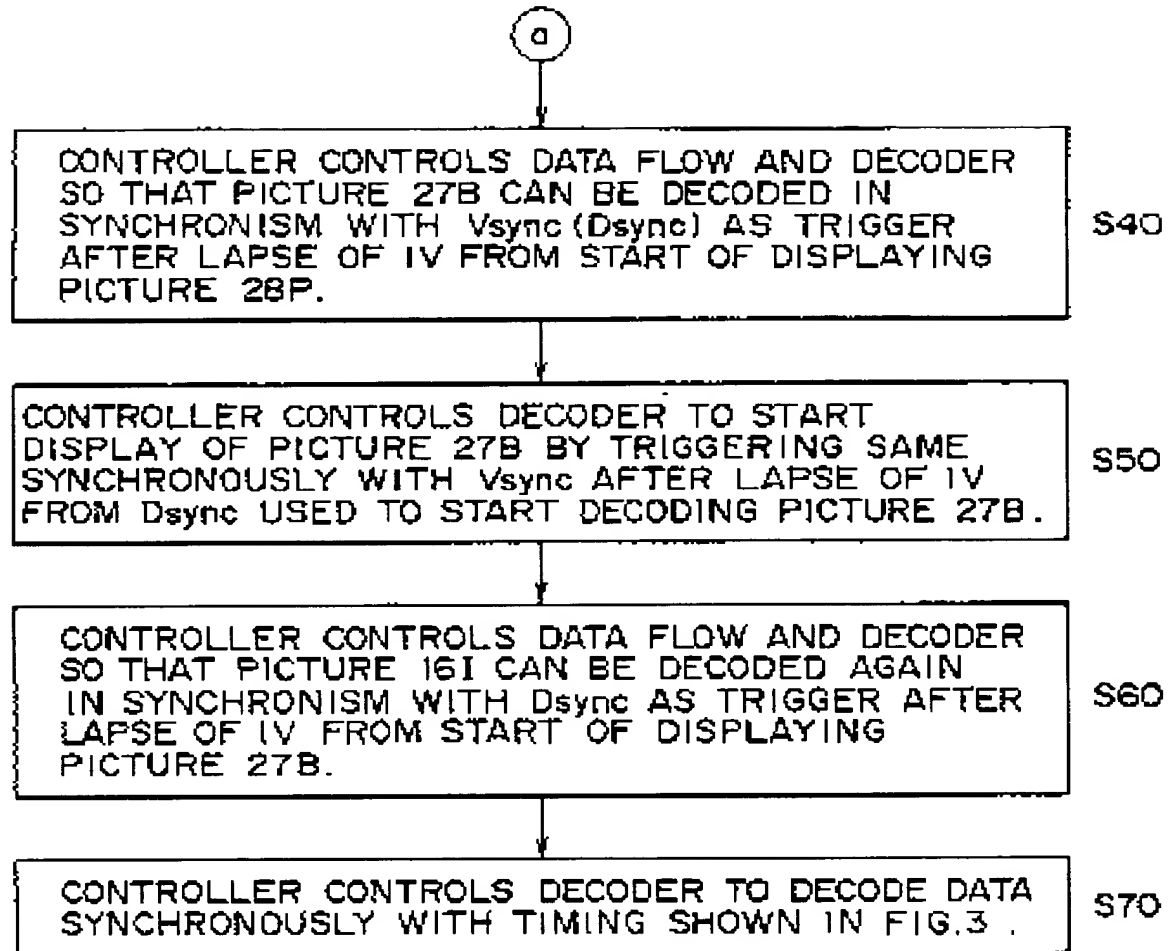 a
CONTROLLER CONTROLS DATA FLOW AND DECODER
SO THAT PICTURE 27B CAN BE DECODED IN
SYNCHRONISM WITH Vsync (Dsync) AS TRIGGER
AFTER LAPSE OF 1V FROM START OF DISPLAYING
PICTURE 28P.
S40
CONTROLLER CONTROLS DECODER TO START
DISPLAY OF PICTURE 27B BY TRIGGERING SAME
SYNCHRONOUSLY WITH Vsync AFTER LAPSE OF 1V
FROM Dsync USED TO START DECODING PICTURE 27B.
S50
CONTROLLER CONTROLS DATA FLOW AND DECODER
SO THAT PICTURE 16I CAN BE DECODED AGAIN
IN SYNCHRONISM WITH Dsync AS TRIGGER AFTER
LAPSE OF 1V FROM START OF DISPLAYING
PICTURE 27B.
S60
CONTROLLER CONTROLS DECODER TO DECODE DATA
SYNCHRONOUSLY WITH TIMING SHOWN IN FIG.3 .
S70